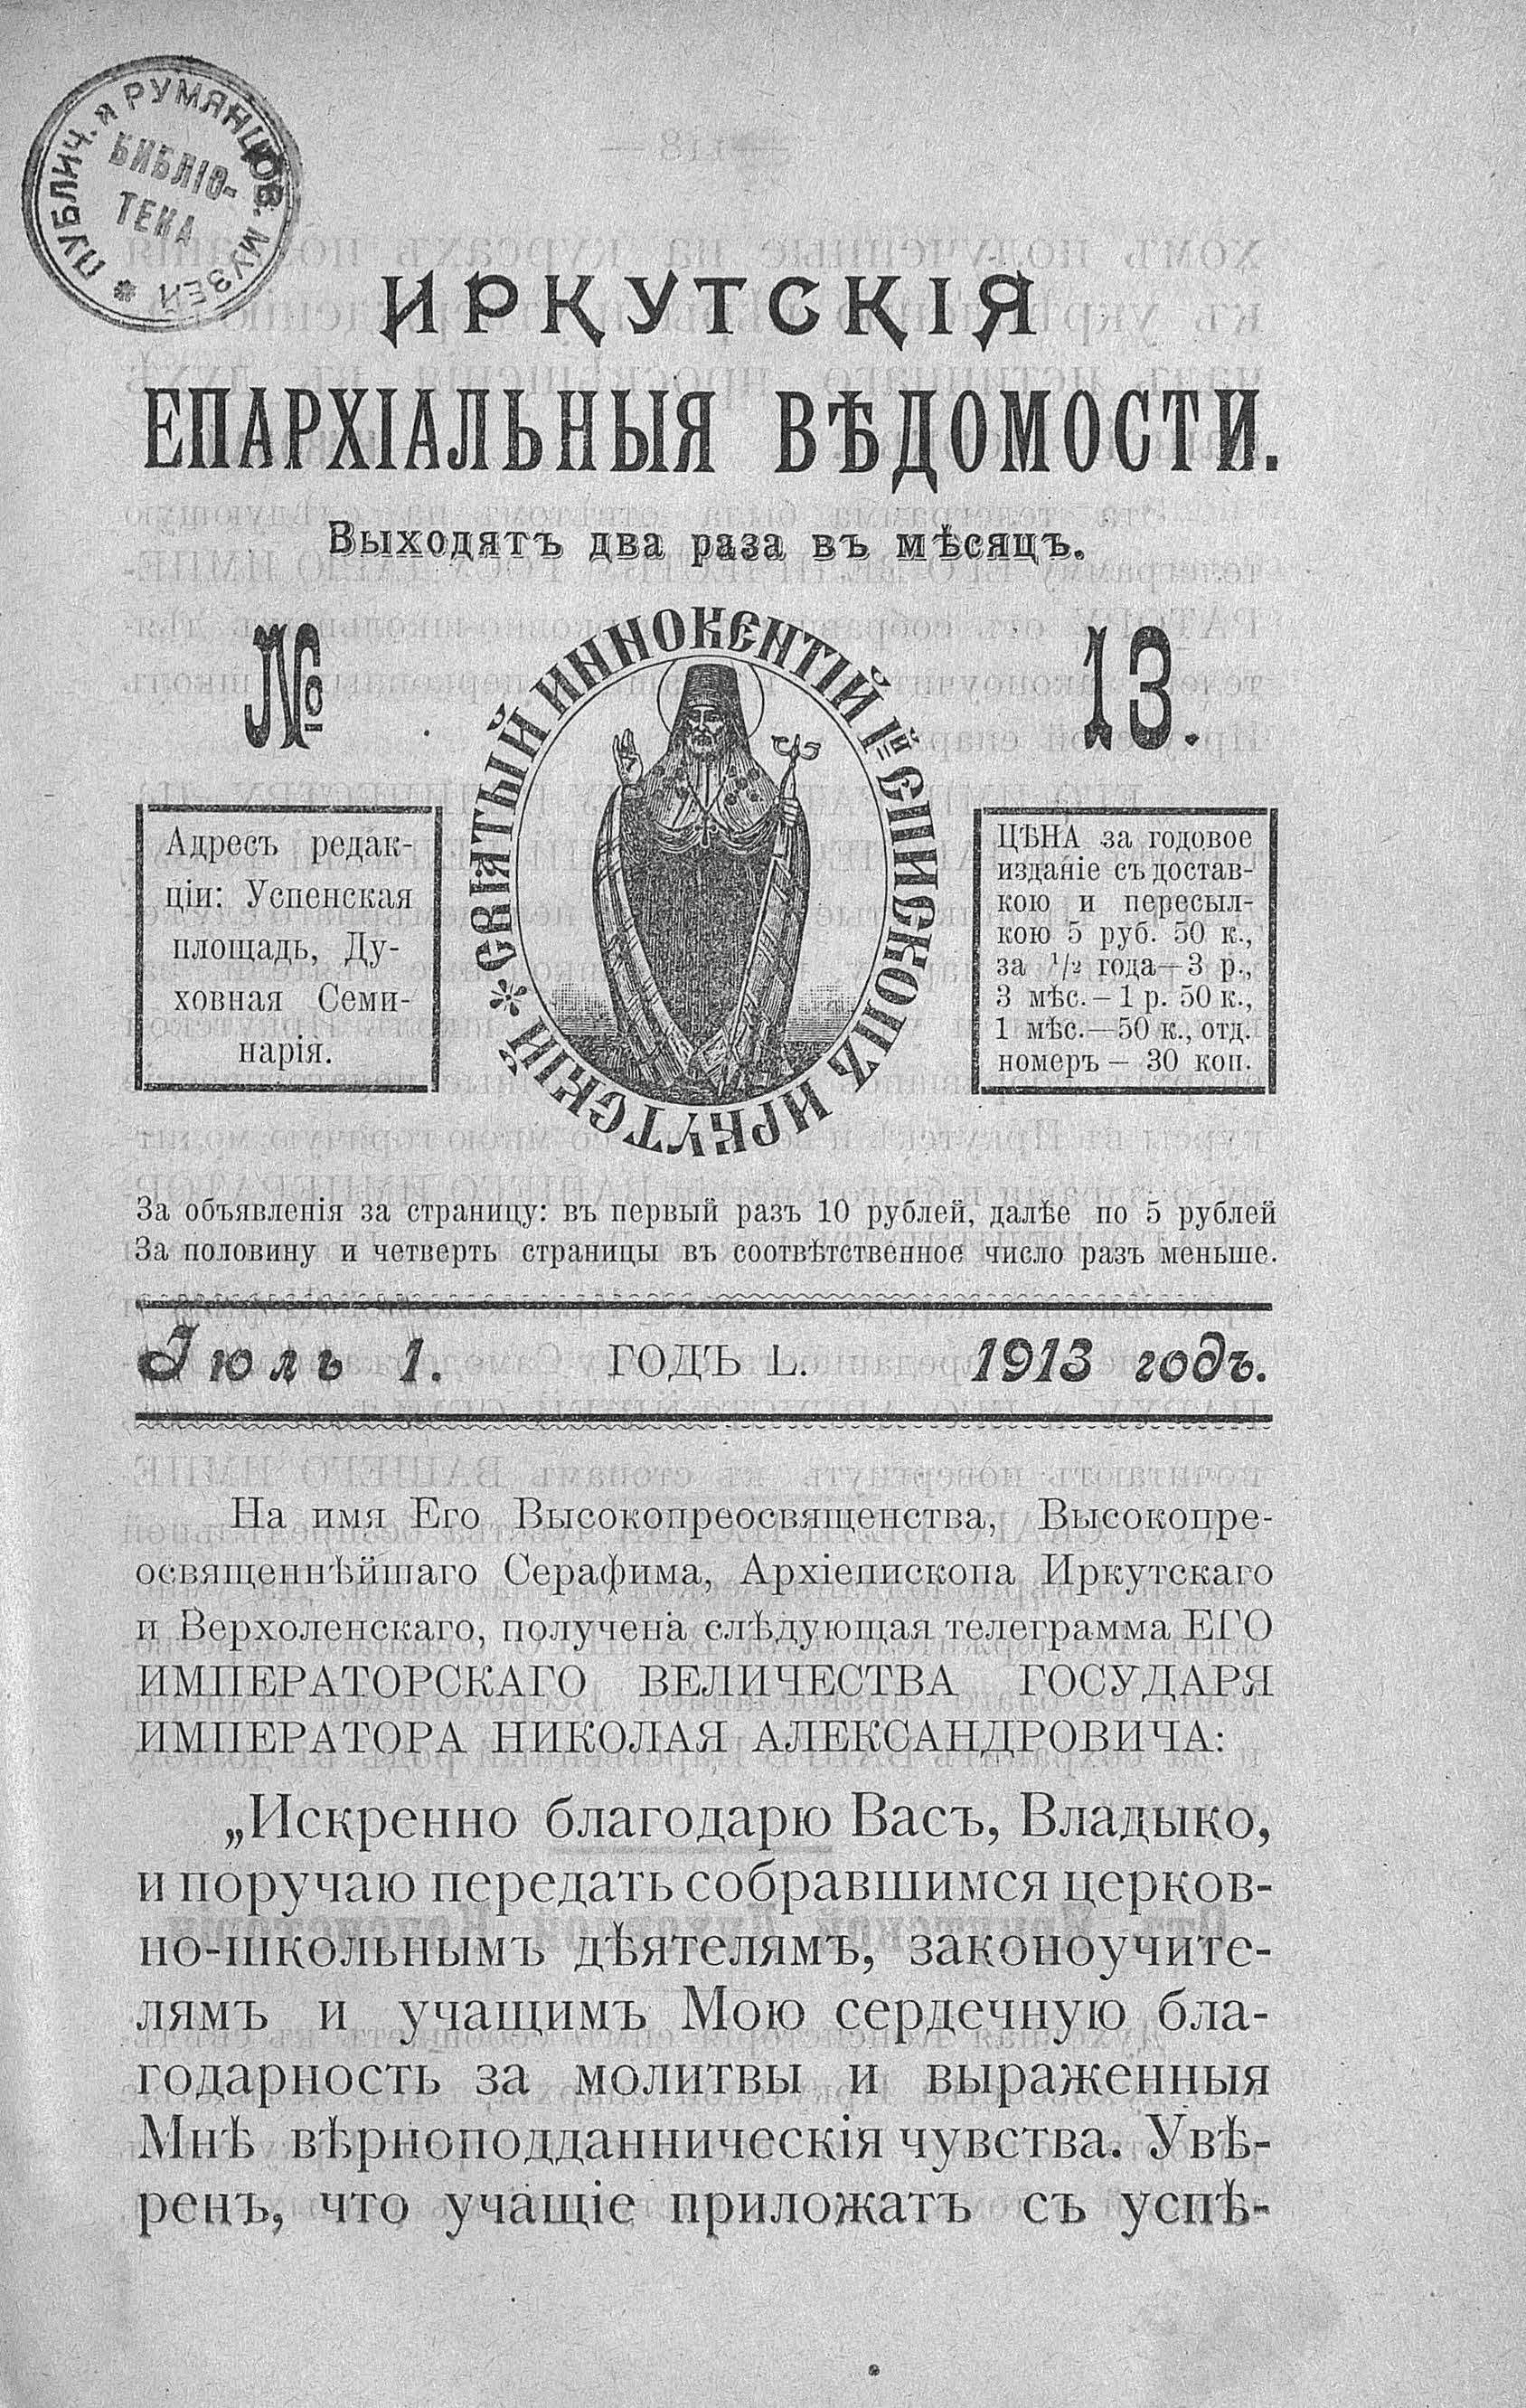 ПУБЛИЧ. и РУМЯНЦОВ. МУЗЕЙ *
БИБЛІО-
ТЕКА
ИРКУТСКІЯ
ЕПАРХІАЛЬНЫЯ ВѢДОМОСТИ.
Выходятъ два раза въ мѣсяцъ.
№ 13.
СВЯТЫЙ ИННОКЕНТІЙ Іый ЕПИСКОПЪ ИРКУТСКІЙ *
Адресъ редак-
ціи: Успенская
площадь, Ду-
ховная Семи-
нарія.
ЦѢНА за годовое
изданіе съ достав-
кою и пересыл-
кою 5 руб. 50 к.,
за 1/2 года—3 р.,
3 мѣс.—1 р. 50 к.,
1 мѣс.—50 к., отд.
номеръ — 30 коп.
За объявленія за страницу: въ первый разъ 10 рублей, далѣе по 5 рублей
За половину и четверть страницы въ соотвѣтственное число разъ меньше.
Іюль 1. ГОДЪ L. 1913 годъ.
На имя Его Высокопреосвященства, Высокопре-
освященнѣйшаго Серафима, Архіепископа Иркутскаго
и Верхоленскаго, получена слѣдующая телеграмма ЕГО
ИМПЕРАТОРСКАГО ВЕЛИЧЕСТВА ГОСУДАРЯ
ИМПЕРАТОРА НИКОЛАЯ АЛЕКСАНДРОВИЧА:
„Искренно благодарю Васъ, Владыко,
и поручаю передать собравшимся церков-
но-школьнымъ дѣятелямъ, законоучите-
лямъ и учащимъ Мою сердечную бла-
годарность за молитвы и выраженныя
Мнѣ вѣрноподданническія чувства. Увѣ-
ренъ, что учащіе приложатъ съ успѣ-